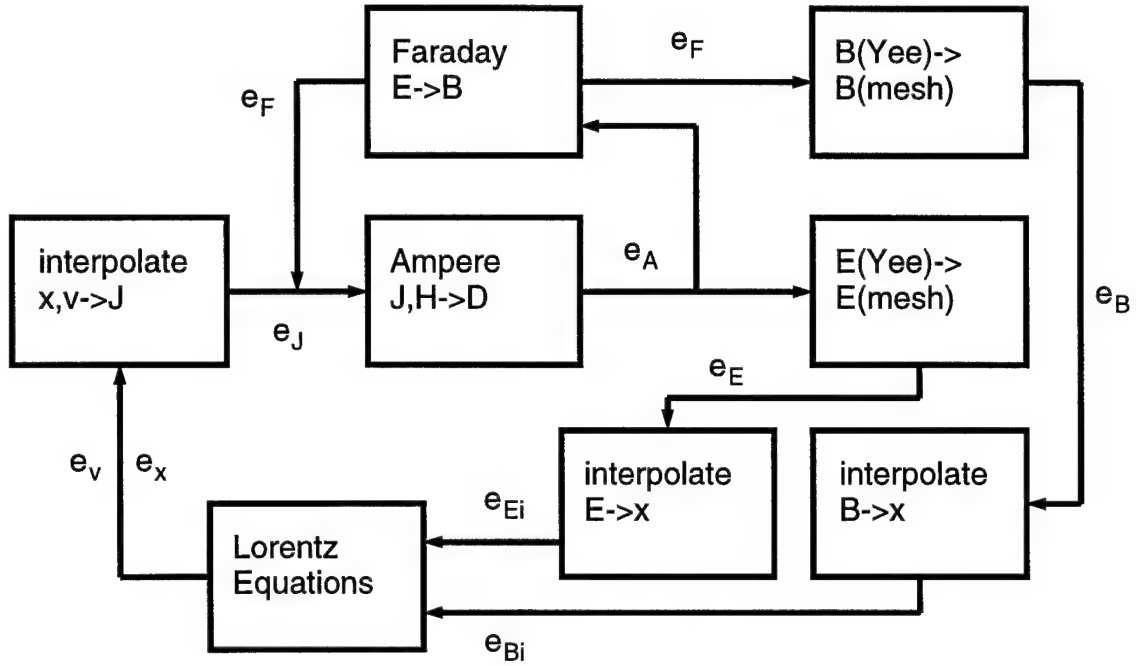 Faraday
E->B
e_F
B(Yee)->
B(mesh)
e_F
interpolate
x,v->J
e_J
Ampere
J,H->D
e_A
E(Yee)->
E(mesh)
e_B
e_E
e_v
e_x
interpolate
E->x
interpolate
B->x
e_Ei
Lorentz
Equations
e_Bi